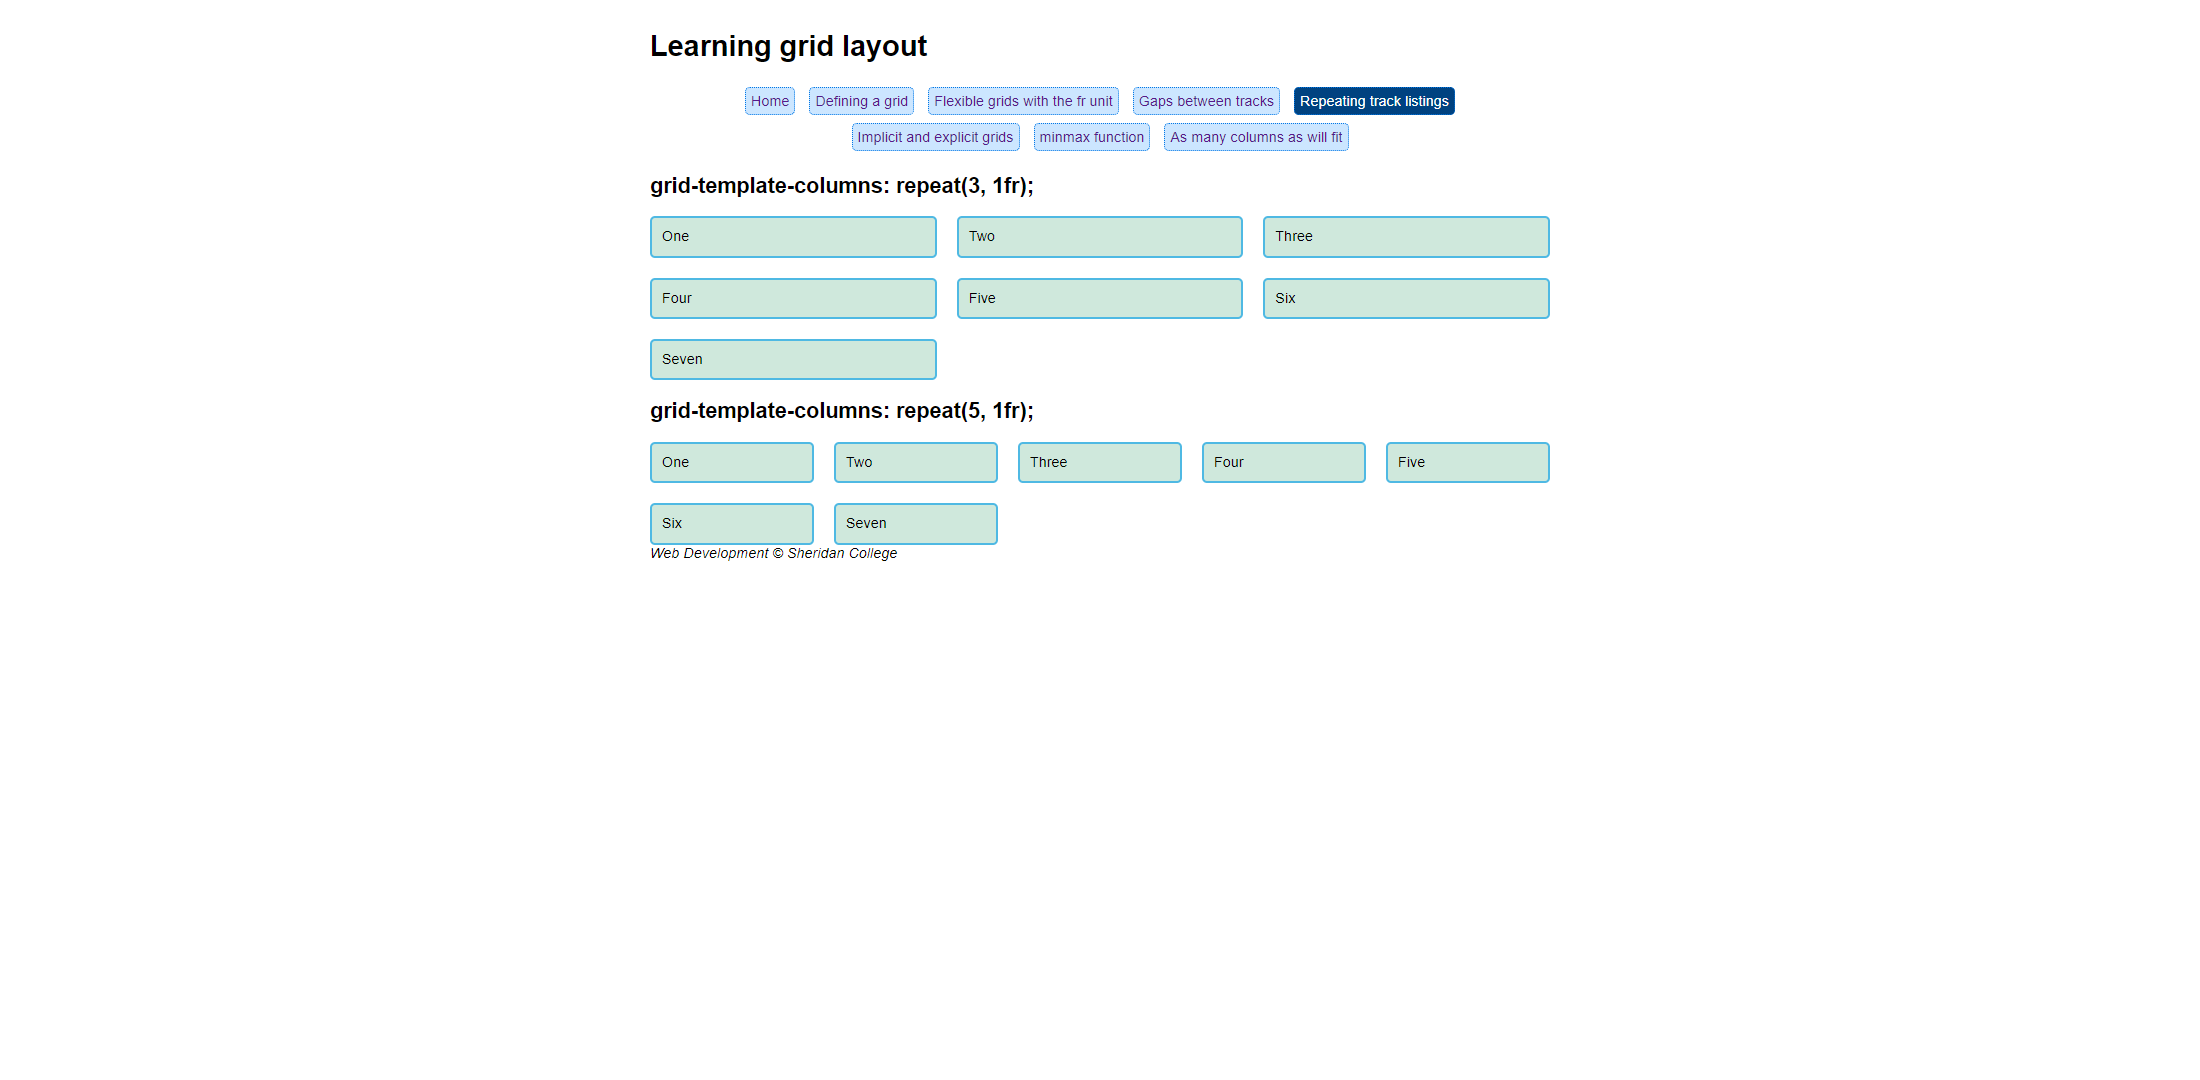 Learning grid layout
Home Defining a grid Flexible grids with the fr unit Gaps between tracks Repeating track listings
Implicit and explicit grids minmax function As many columns as will fit
grid-template-columns: repeat(3, 1fr);
One Two Three
Four Five Six
Seven
grid-template-columns: repeat(5, 1fr);
One Two Three Four Five
Six Seven
Web Development © Sheridan College